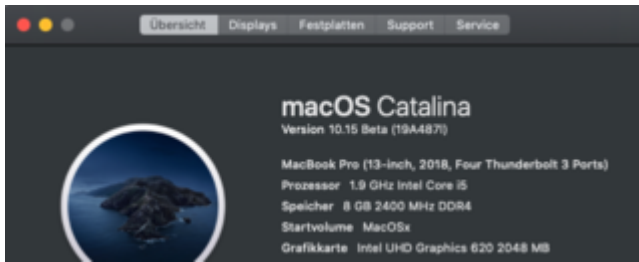 Übersicht Displays Festplatten Support Service
macOS Catalina
Version 10.15 Beta (19A487l)
MacBook Pro (13-inch, 2018, Four Thunderbolt 3 Ports)
Prozessor 1.9 GHz Intel Core i5
Speicher 8 GB 2400 MHz DDR4
Startvolume MacOSx
Grafikkarte Intel UHD Graphics 620 2048 MB